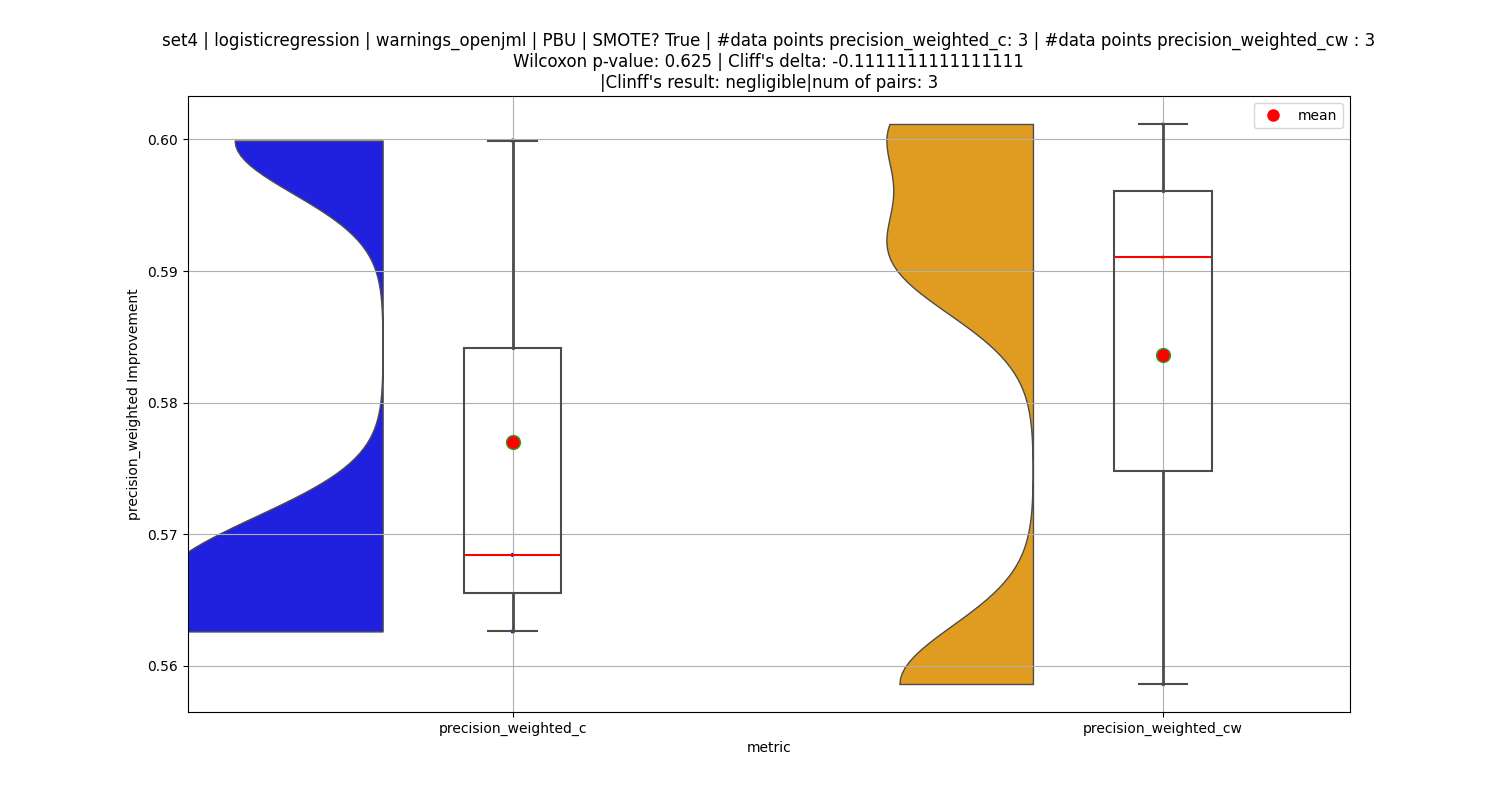 set4 | logisticregression | warnings_openjml | PBU | SMOTE? True | #data points precision_weighted_c: 3 | #data points precision_weighted_cw : 3
Wilcoxon p-value: 0.625 | Cliff's delta: -0.1111111111111111
|Clinff's result: negligible|num of pairs: 3
mean
0.60
0.59
0.58
0.57
0.56
precision_weighted Improvement
precision_weighted_c
precision_weighted_cw
metric